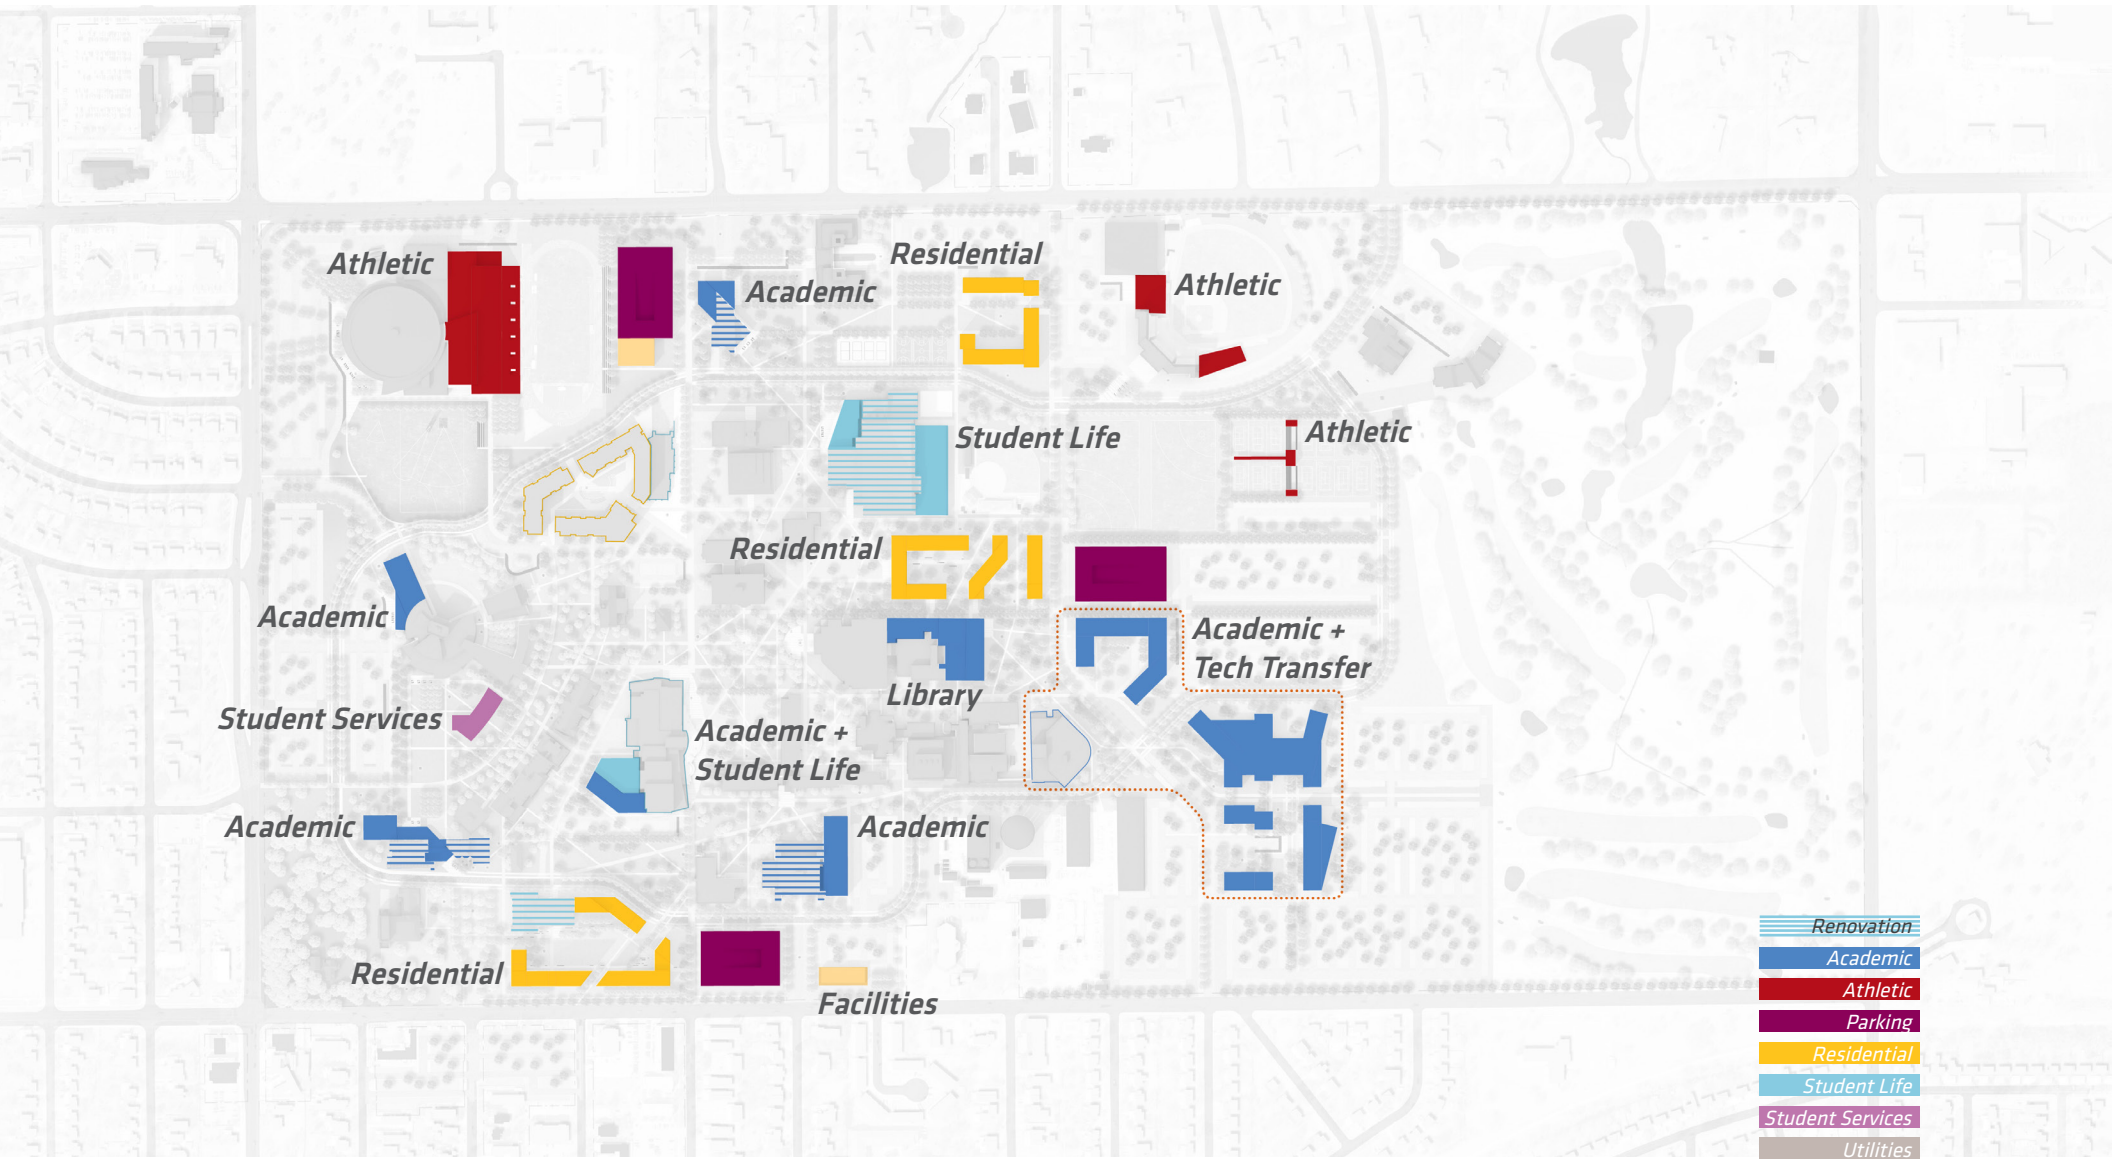 Athletic
Residential
Academic
Athletic
Athletic
Student Life
Residential
Academic
Academic +
Tech Transfer
Library
Student Services
Academic +
Student Life
Academic
Academic
Residential
Facilities
Renovation
Academic
Athletic
Parking
Residential
Student Life
Student Services
Utilities